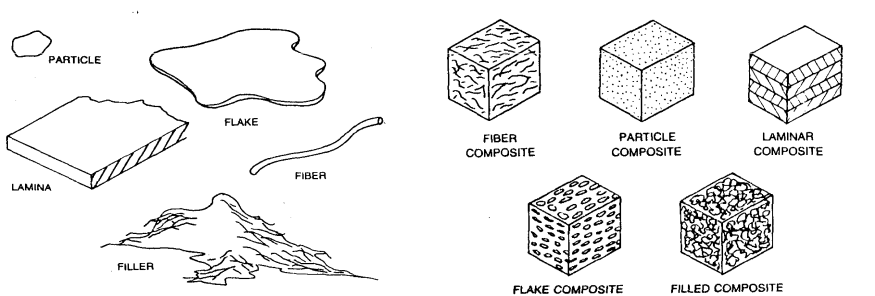 PARTICLE
FLAKE
LAMINA
FIBER
FILLER
FIBER
COMPOSITE
PARTICLE
COMPOSITE
LAMINAR
COMPOSITE
FLAKE COMPOSITE
FILLED COMPOSITE